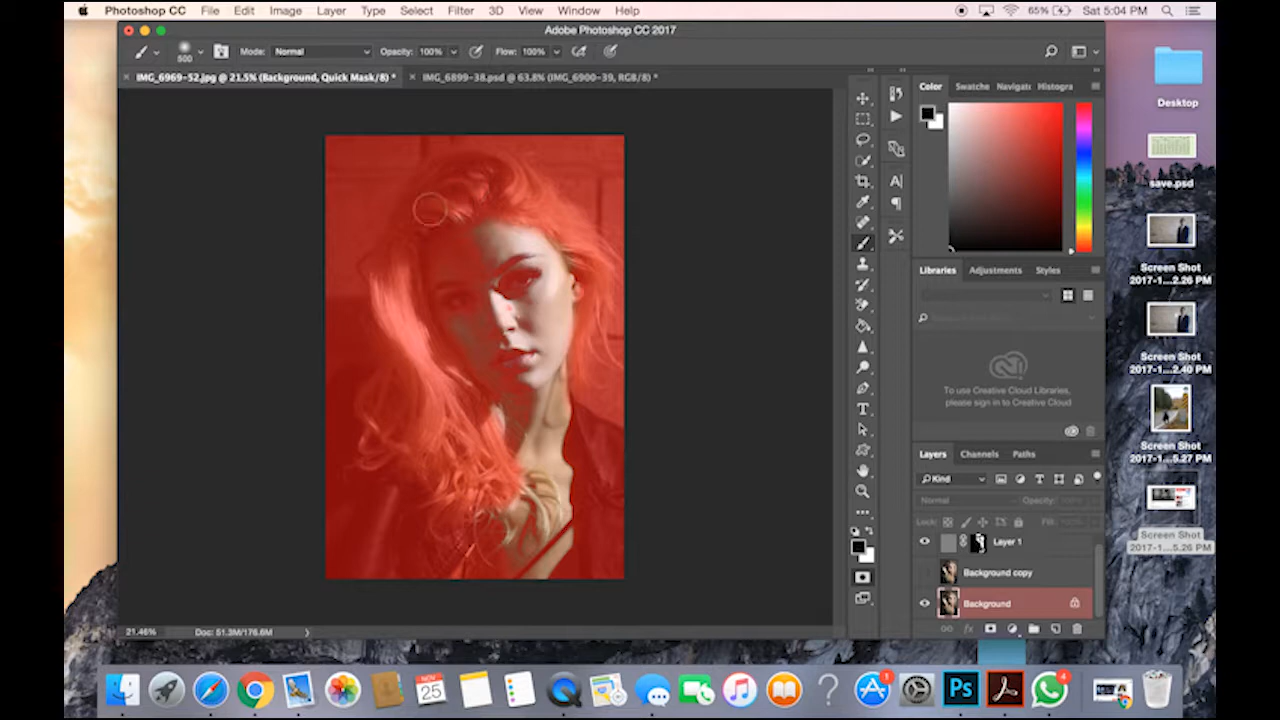 Photoshop CC File Edit Image Layer Type Select Filter 3D View Window Help 65% Sat 5:04 PM
Adobe Photoshop CC 2017
500 Mode: Normal Opacity: 100% Flow: 100%
IMG_6969-52.jpg @ 21.5% (Background, Quick Mask/8) * IMG_6899-38.psd @ 63.8% (IMG_6900-39, RGB/8) *
Color Swatche Navigat Histogra
Desktop
save.psd
Libraries Adjustments Styles
Screen Shot
2017-1...2.26 PM
To use Creative Cloud Libraries,
please sign in to Creative Cloud
Screen Shot
2017-1...2.40 PM
Layers Channels Paths
Screen Shot
2017-1...5.27 PM
Kind
Normal Opacity:
Lock: Fill:
Layer 1
Screen Shot
2017-1...5.26 PM
Background copy
Background
21.46% Doc: 51.3M/176.6M
NOV
25
1
Ps
4